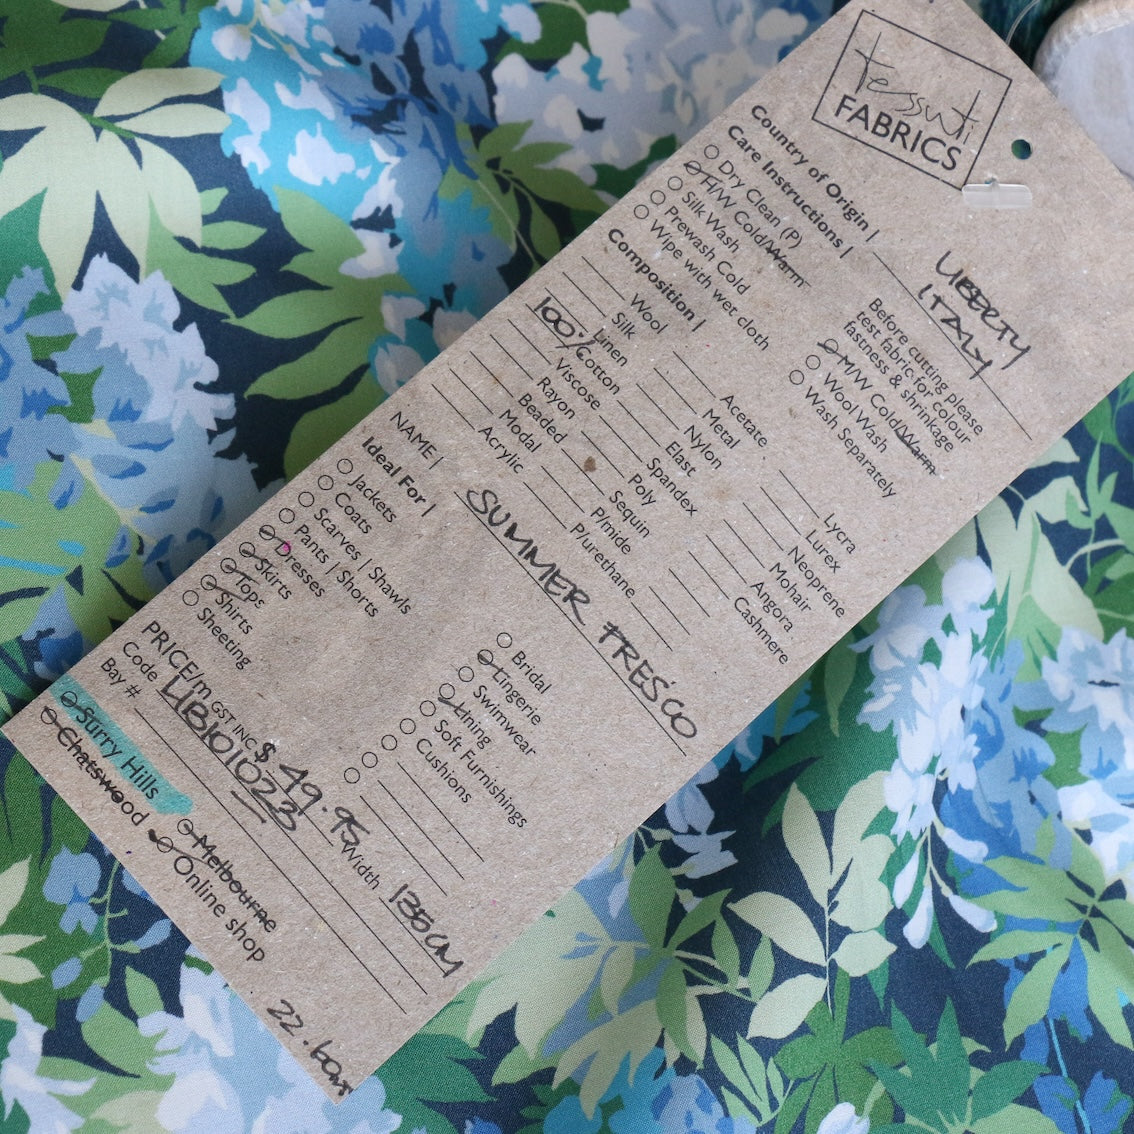 tessuti
FABRICS
Country of Origin | LIBERTY
ITALY
Care Instructions |
Dry Clean (P)
H/W Cold/Warm
Silk Wash
Prewash Cold
Wipe with wet cloth
Before cutting please
test fabric for colour
fastness & shrinkage
M/W Cold/Warm
Wool Wash
Wash Separately
Composition |
Wool
Silk
Linen
100% Cotton
Viscose
Rayon
Beaded
Modal
Acrylic
Acetate
Metal
Nylon
Elast
Spandex
Poly
Sequin
P/mide
P/urethane
Lycra
Lurex
Neoprene
Mohair
Angora
Cashmere
NAME | SUMMER FRESCO
Ideal For |
Jackets
Coats
Scarves | Shawls
Pants | Shorts
Dresses
Skirts
Tops
Shirts
Sheeting
Bridal
Lingerie
Swimwear
Lining
Soft Furnishings
Cushions
PRICE/m GST INC $ 49.95 Width 135cm
Code LIB101023
Bay #
Surry Hills
Chatswood
Melbourne
Online shop